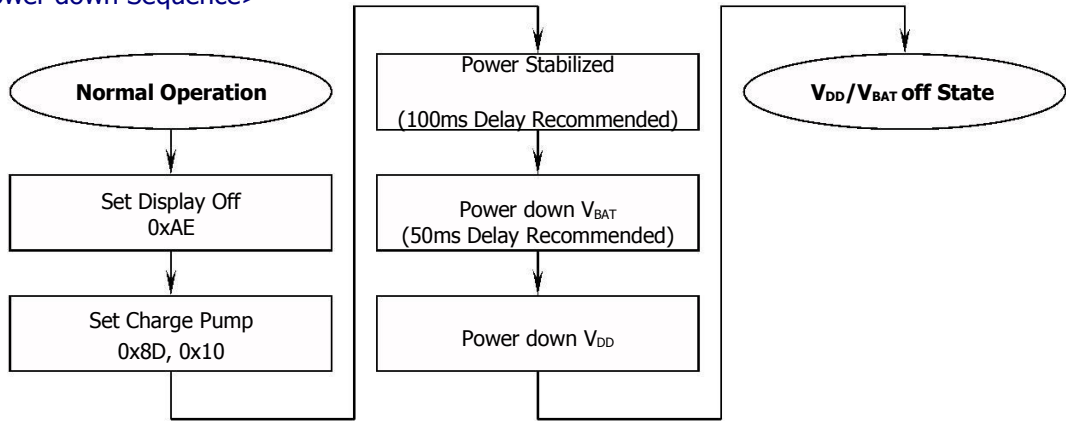 down Sequence>
Normal Operation
Set Display Off
0xAE
Set Charge Pump
0x8D, 0x10
Power Stabilized
(100ms Delay Recommended)
Power down VBAT
(50ms Delay Recommended)
Power down VDD
VDD/VBAT off State